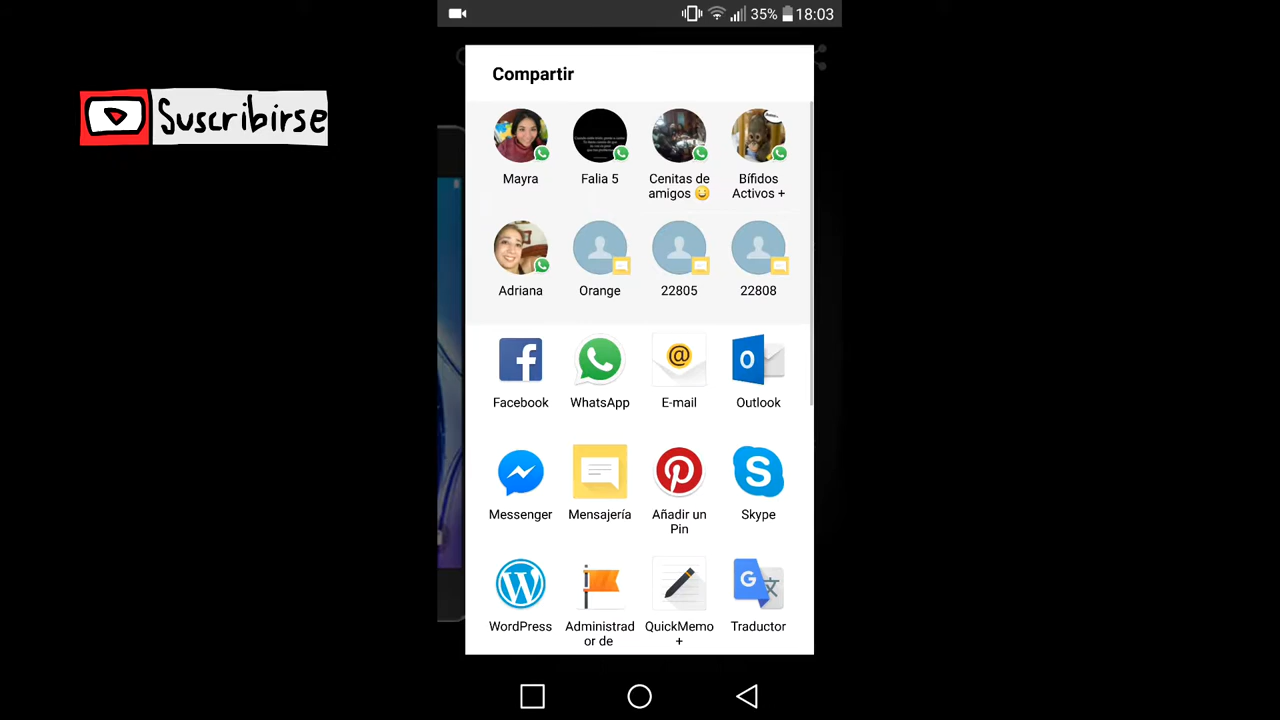 35% 18:03
Suscribirse
Compartir
Mayra Falia 5 Cenitas de Bífidos
amigos Activos +
Adriana Orange 22805 22808
Facebook WhatsApp E-mail Outlook
Messenger Mensajería Añadir un Skype
Pin
WordPress Administrad QuickMemo Traductor
or de +